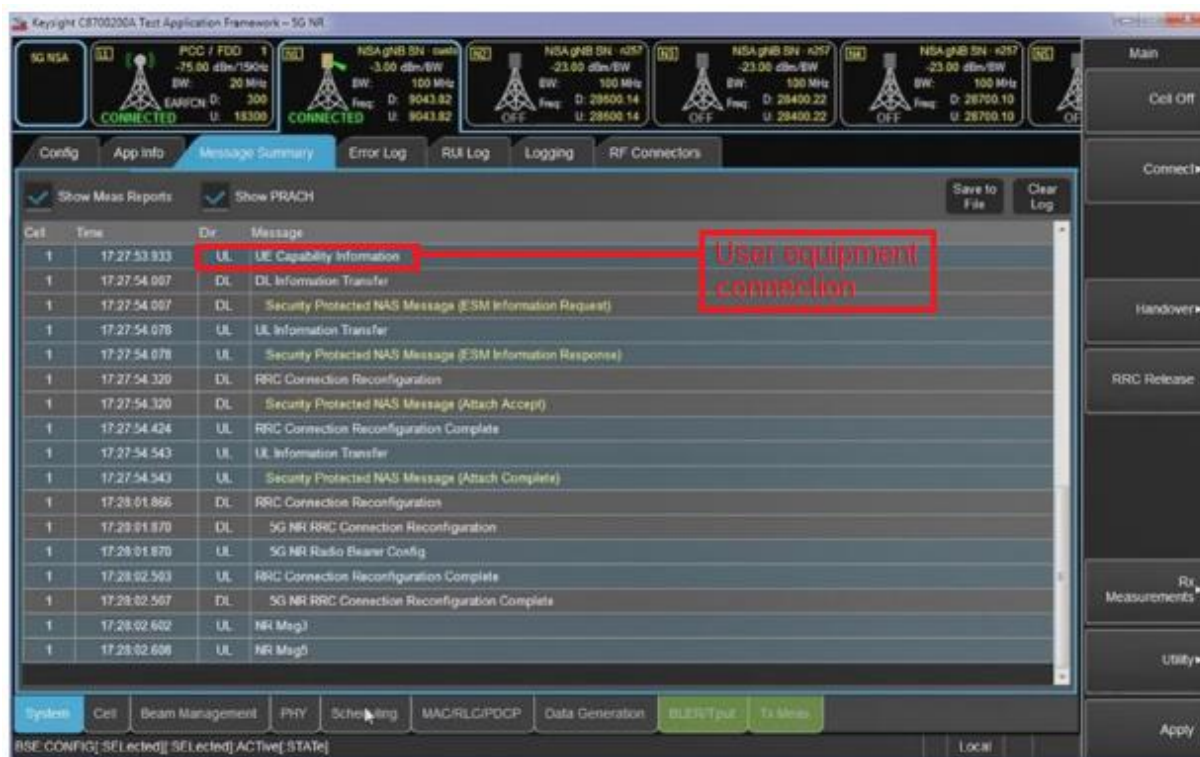 Keysight C8700200A Test Application Framework – 5G NR
5G NSA
L1 PCC / FDD 1
-75.00 dBm/15KHz
BW: 20 MHz
EARFCN D: 300
CONNECTED U: 18300
N1 NSA gNB SN
-3.00 dBm/BW
BW: 100 MHz
Freq: D: 9043.82
CONNECTED U: 9043.82
N2 NSA gNB SN n257
-23.00 dBm/BW
BW: 100 MHz
Freq: D: 28600.14
OFF U: 28600.14
N3 NSA gNB SN n257
-23.00 dBm/BW
BW: 100 MHz
Freq: D: 28400.22
OFF U: 28400.22
N4 NSA gNB SN n257
-23.00 dBm/BW
BW: 100 MHz
Freq: D: 28700.10
OFF U: 28700.10
N5
Main
Cell Off
Connect
Handover
RRC Release
Rx Measurements
Utility
Apply
Config App Info Message Summary Error Log RUI Log Logging RF Connectors
Show Meas Reports Show PRACH Save to File Clear Log
Cell Time Dir Message
1 17:27:53.933 UL UE Capability Information
User equipment
connection
1 17:27:54.007 DL DL Information Transfer
1 17:27:54.007 DL Security Protected NAS Message (ESM Information Request)
1 17:27:54.078 UL UL Information Transfer
1 17:27:54.078 UL Security Protected NAS Message (ESM Information Response)
1 17:27:54.320 DL RRC Connection Reconfiguration
1 17:27:54.320 DL Security Protected NAS Message (Attach Accept)
1 17:27:54.424 UL RRC Connection Reconfiguration Complete
1 17:27:54.543 UL UL Information Transfer
1 17:27:54.543 UL Security Protected NAS Message (Attach Complete)
1 17:28:01.866 DL RRC Connection Reconfiguration
1 17:28:01.870 DL 5G NR RRC Connection Reconfiguration
1 17:28:01.870 UL 5G NR Radio Bearer Config
1 17:28:02.503 UL RRC Connection Reconfiguration Complete
1 17:28:02.507 DL 5G NR RRC Connection Reconfiguration Complete
1 17:28:02.602 UL NR Msg3
1 17:28:02.608 UL NR Msg5
System Cell Beam Management PHY Scheduling MAC/RLC/PDCP Data Generation BLER/Tput Tx Meas
BSE:CONFIG[:SELected][:SELected]:ACTive[:STATe] Local